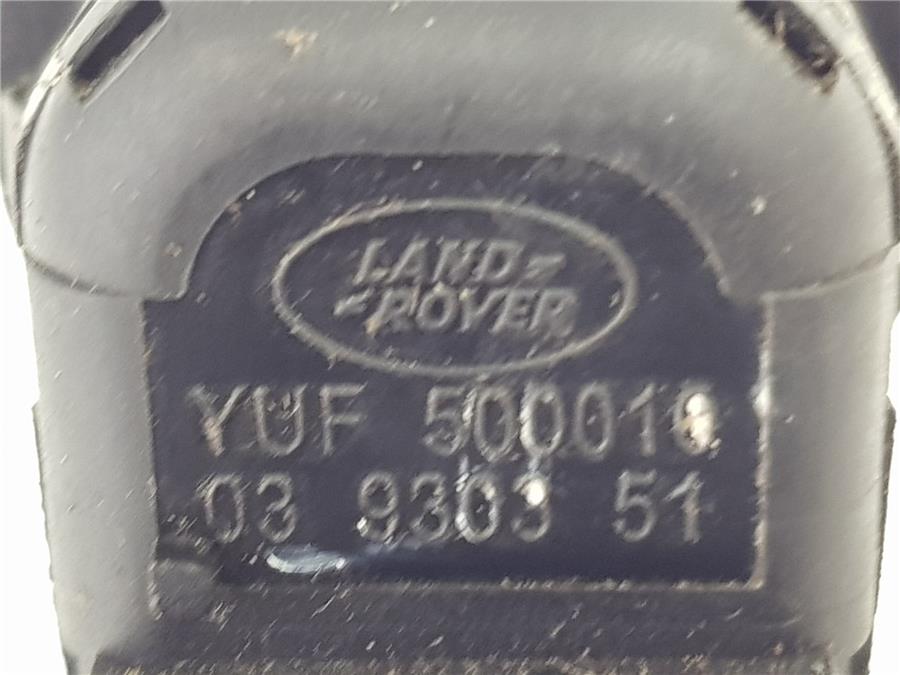 LAND
ROVER
YUF 500010
03 9303 51